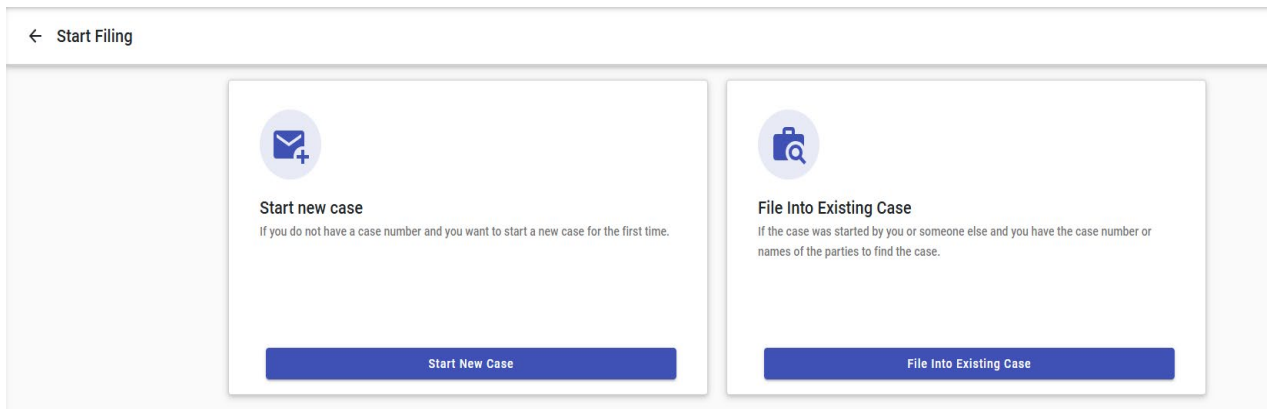 Start Filing
Start new case
If you do not have a case number and you want to start a new case for the first time.
Start New Case
File Into Existing Case
If the case was started by you or someone else and you have the case number or
names of the parties to find the case.
File Into Existing Case